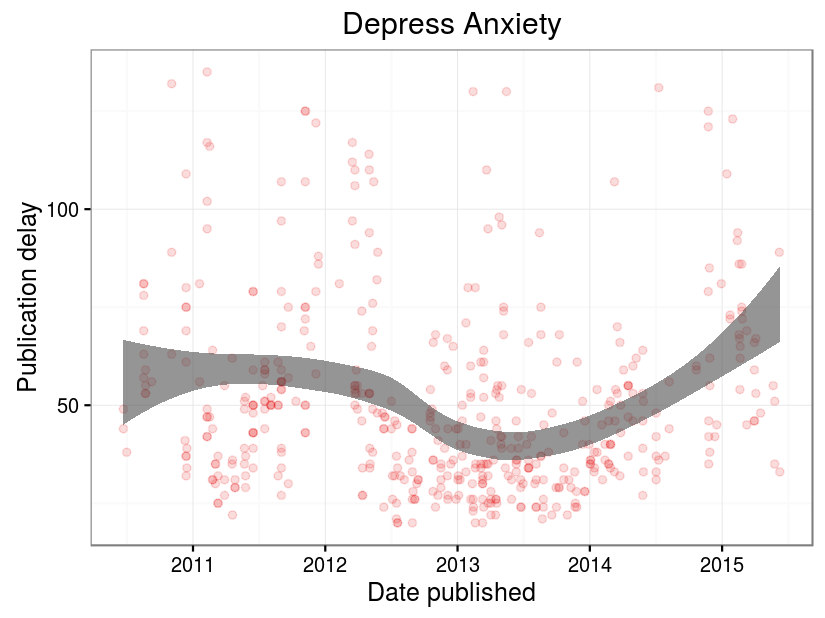 Depress Anxiety
Publication delay
100
50
2011 2012 2013 2014 2015
Date published